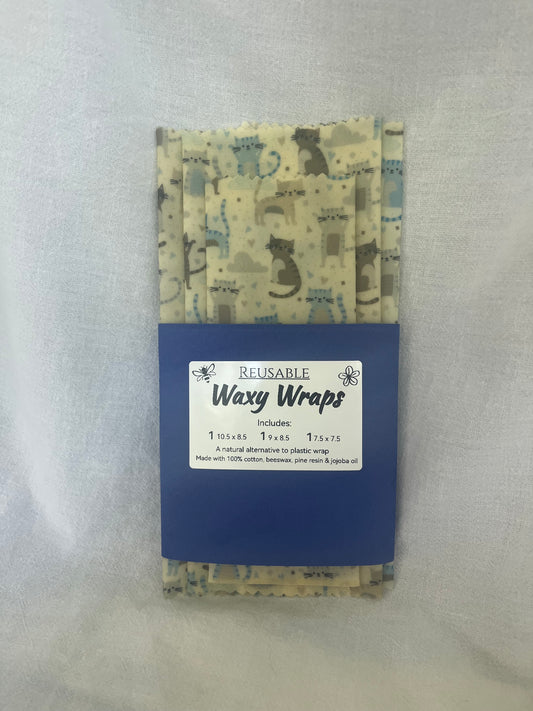 REUSABLE
Waxy Wraps
Includes:
1 10.5 x 8.5 1 9 x 8.5 1 7.5 x 7.5
A natural alternative to plastic wrap
Made with 100% cotton, beeswax, pine resin & jojoba oil